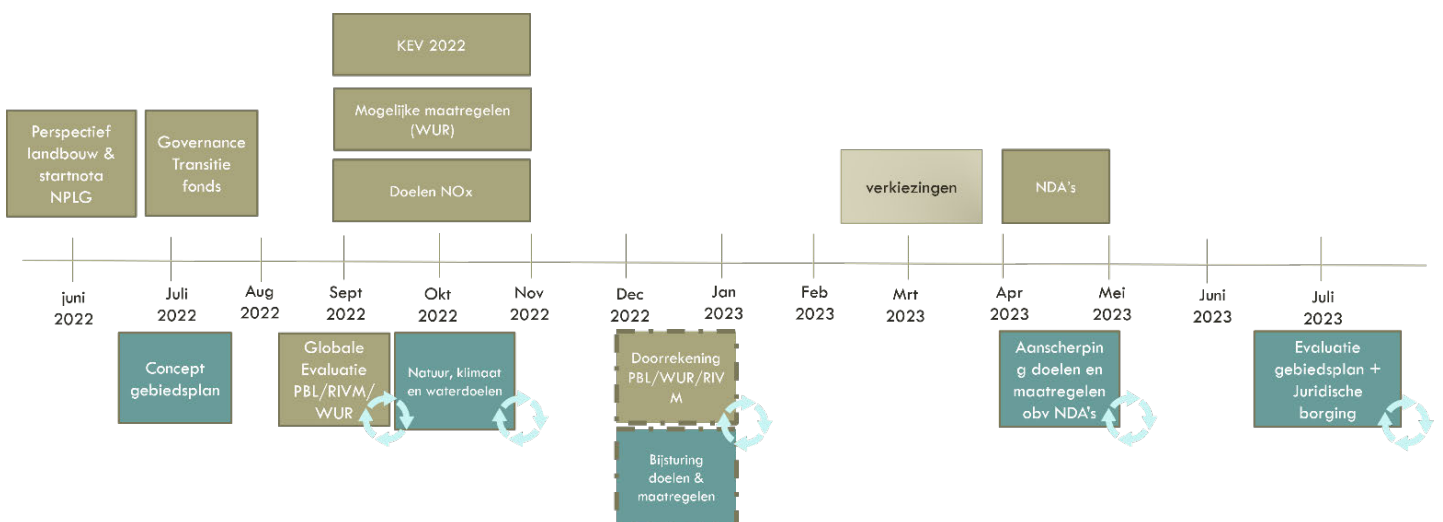 KEV 2022
Mogelijke maatregelen
(WUR)
Doelen NOx
Perspectief
landbouw &
startnota
NPLG
Governance
Transitie
fonds
verkiezingen
NDA's
juni
2022
Juli
2022
Aug
2022
Sept
2022
Okt
2022
Nov
2022
Dec
2022
Jan
2023
Feb
2023
Mrt
2023
Apr
2023
Mei
2023
Juni
2023
Juli
2023
Concept
gebiedsplan
Globale
Evaluatie
PBL/RIVM/
WUR
Natuur, klimaat
en waterdoelen
Doorrekening
PBL/WUR/RIV
M
Bijsturing
doelen &
maatregelen
Aanscherpin
g doelen en
maatregelen
obv NDA's
Evaluatie
gebiedsplan +
Juridische
borging